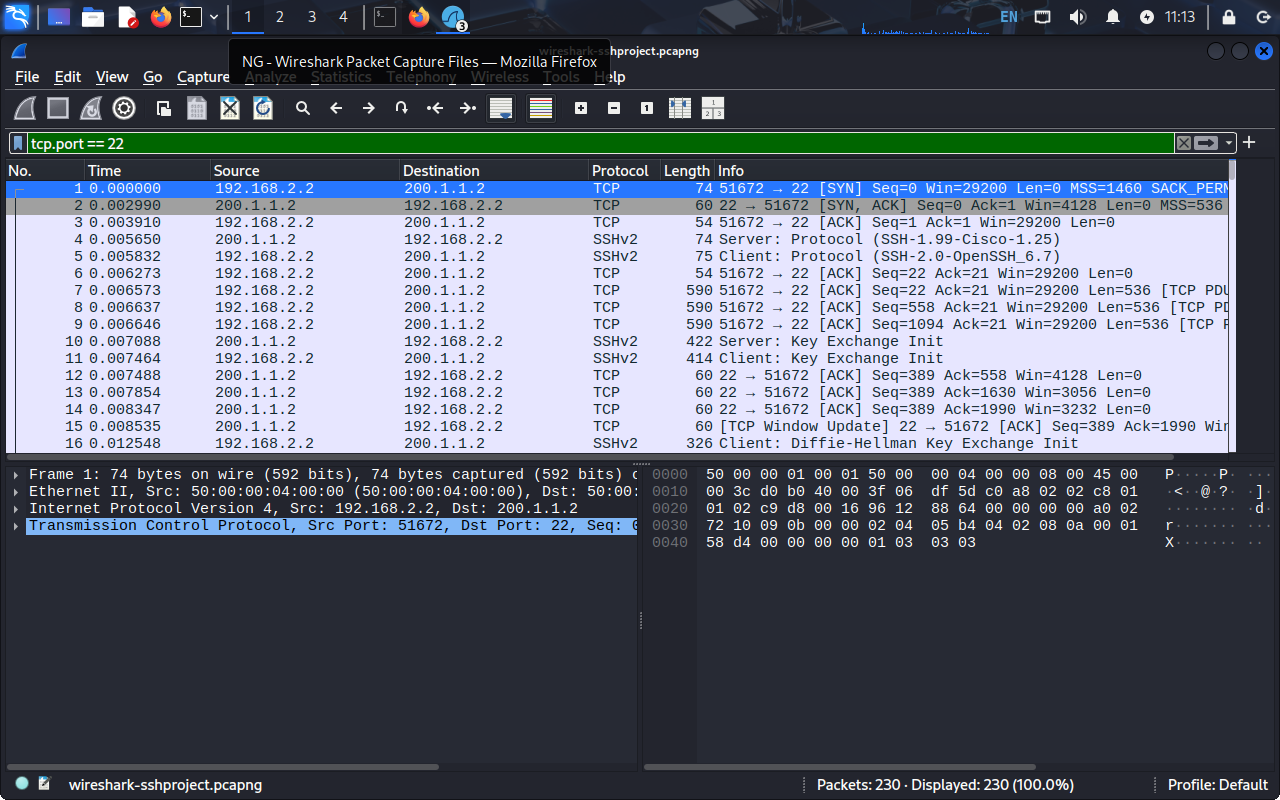 1 2 3 4 3 EN 11:13
wireshark-sshproject.pcapng
NG - Wireshark Packet Capture Files — Mozilla Firefox
File Edit View Go Capture Analyze Statistics Telephony Wireless Tools Help
tcp.port == 22
No. Time Source Destination Protocol Length Info
1 0.000000 192.168.2.2 200.1.1.2 TCP 74 51672 → 22 [SYN] Seq=0 Win=29200 Len=0 MSS=1460 SACK_PERM
2 0.002990 200.1.1.2 192.168.2.2 TCP 60 22 → 51672 [SYN, ACK] Seq=0 Ack=1 Win=4128 Len=0 MSS=536
3 0.003910 192.168.2.2 200.1.1.2 TCP 54 51672 → 22 [ACK] Seq=1 Ack=1 Win=29200 Len=0
4 0.005650 200.1.1.2 192.168.2.2 SSHv2 74 Server: Protocol (SSH-1.99-Cisco-1.25)
5 0.005832 192.168.2.2 200.1.1.2 SSHv2 75 Client: Protocol (SSH-2.0-OpenSSH_6.7)
6 0.006273 192.168.2.2 200.1.1.2 TCP 54 51672 → 22 [ACK] Seq=22 Ack=21 Win=29200 Len=0
7 0.006573 192.168.2.2 200.1.1.2 TCP 590 51672 → 22 [ACK] Seq=22 Ack=21 Win=29200 Len=536 [TCP PDU
8 0.006637 192.168.2.2 200.1.1.2 TCP 590 51672 → 22 [ACK] Seq=558 Ack=21 Win=29200 Len=536 [TCP PD
9 0.006646 192.168.2.2 200.1.1.2 TCP 590 51672 → 22 [ACK] Seq=1094 Ack=21 Win=29200 Len=536 [TCP P
10 0.007088 200.1.1.2 192.168.2.2 SSHv2 422 Server: Key Exchange Init
11 0.007464 192.168.2.2 200.1.1.2 SSHv2 414 Client: Key Exchange Init
12 0.007488 200.1.1.2 192.168.2.2 TCP 60 22 → 51672 [ACK] Seq=389 Ack=558 Win=4128 Len=0
13 0.007854 200.1.1.2 192.168.2.2 TCP 60 22 → 51672 [ACK] Seq=389 Ack=1630 Win=3056 Len=0
14 0.008347 200.1.1.2 192.168.2.2 TCP 60 22 → 51672 [ACK] Seq=389 Ack=1990 Win=3232 Len=0
15 0.008535 200.1.1.2 192.168.2.2 TCP 60 [TCP Window Update] 22 → 51672 [ACK] Seq=389 Ack=1990 Win
16 0.012548 192.168.2.2 200.1.1.2 SSHv2 326 Client: Diffie-Hellman Key Exchange Init
Frame 1: 74 bytes on wire (592 bits), 74 bytes captured (592 bits) o
Ethernet II, Src: 50:00:00:04:00:00 (50:00:00:04:00:00), Dst: 50:00:
Internet Protocol Version 4, Src: 192.168.2.2, Dst: 200.1.1.2
Transmission Control Protocol, Src Port: 51672, Dst Port: 22, Seq: 0
0000 50 00 00 01 00 01 50 00 00 04 00 00 08 00 45 00 P·····P· ······E·
0010 00 3c d0 b0 40 00 3f 06 df 5d c0 a8 02 02 c8 01 ·<··@·? ·]
0020 01 02 c9 d8 00 16 96 12 88 64 00 00 00 00 a0 02 ········ ·d
0030 72 10 09 0b 00 00 02 04 05 b4 04 02 08 0a 00 01 r······· ···
0040 58 d4 00 00 00 00 01 03 03 03 X······· ··
wireshark-sshproject.pcapng Packets: 230 · Displayed: 230 (100.0%) Profile: Default